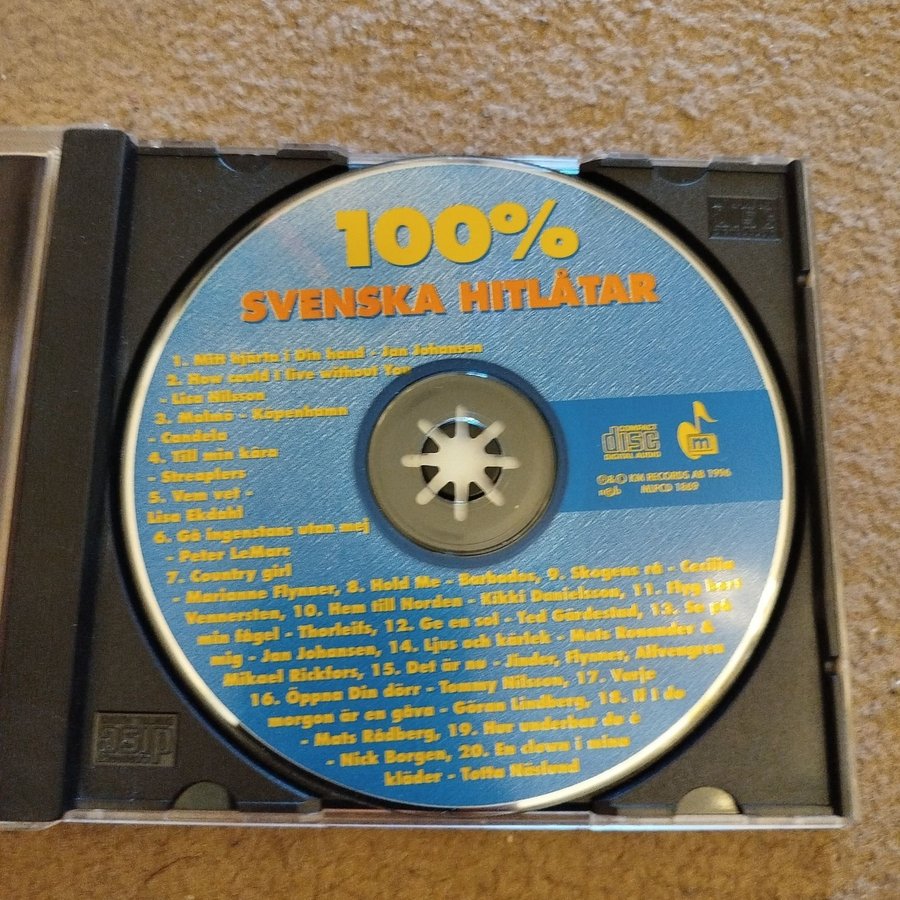 100%
SVENSKA HITLÅTAR
1. Mitt hjärta i Din hand - Jan Johansen
2. How could I live without You
- Lisa Nilsson
3. Malmö - Köpenhamn
- Candela
4. Till min kära
- Streaplers
5. Vem vet -
Lisa Ekdahl
6. Gå ingenstans utan mej
- Peter LeMarc
7. Country girl
- Marianne Flynner, 8. Hold Me - Barbados, 9. Skogens rå - Cecilia
Vennersten, 10. Hem till Norden - Kikki Danielsson, 11. Flyg bort
min fågel - Thorleifs, 12. Ge en sol - Ted Gärdestad, 13. Se på
mig - Jan Johansen, 14. Ljus och kärlek - Mats Ronander &
Mikael Rickfors, 15. Det är nu - Jinder, Flynner, Alfvengren
16. Öppna Din dörr - Tommy Nilsson, 17. Varje
morgon är en gåva - Göran Lindberg, 18. If I do
- Mats Rådberg, 19. Hur underbar du é
- Nick Borgen, 20. En clown i mina
kläder - Totta Näslund
COMPACT
disc
DIGITAL AUDIO
m
℗&© KM RECORDS AB 1996
n©b MIPCD 1869
disc